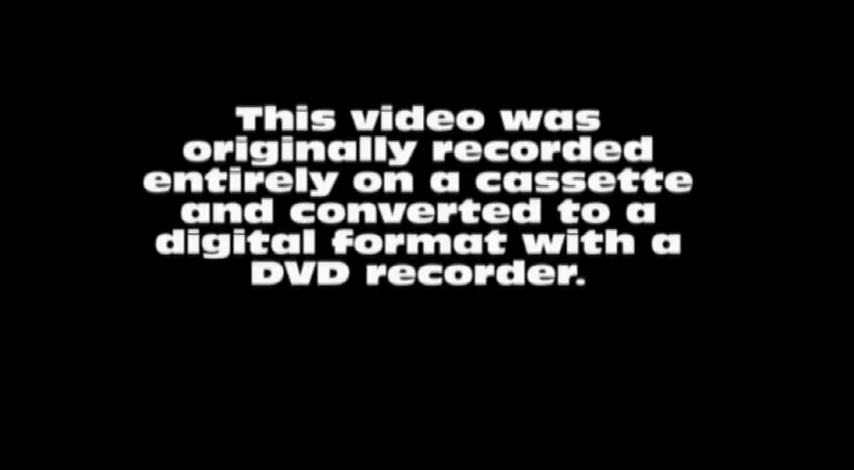 This video was
originally recorded
entirely on a cassette
and converted to a
digital format with a
DVD recorder.